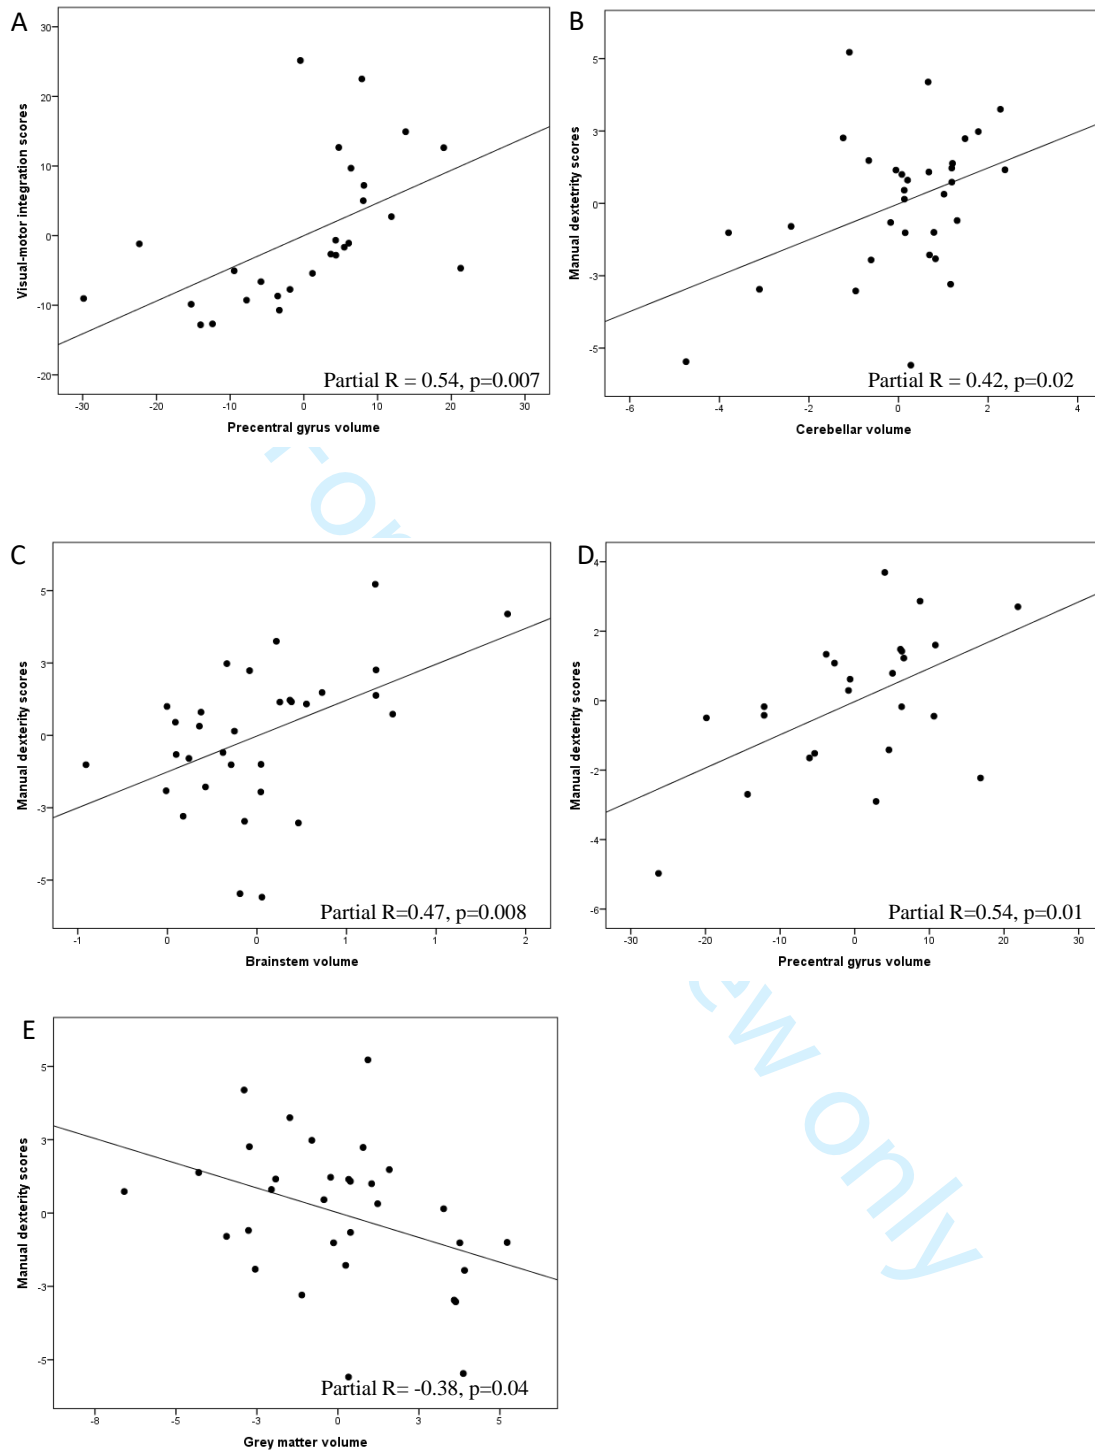 A
Visual-motor integration scores
30
20
10
0
-10
-20
-30
-20
-10
0
10
20
30
Partial R = 0.54, p=0.007
Precentral gyrus volume
B
Manual dextetrity scores
5
3
0
-3
-5
-6
-4
-2
0
2
4
Partial R = 0.42, p=0.02
Cerebellar volume
C
Manual dexterity scores
5
3
0
-3
-5
-1
0
0
1
1
2
Partial R=0.47, p=0.008
Brainstem volume
D
Manual dexterity scores
4
2
0
-2
-4
-6
-30
-20
-10
0
10
20
30
Partial R=0.54, p=0.01
Precentral gyrus volume
E
Manual dexterity scores
5
3
0
-3
-5
-8
-5
-3
0
3
5
Partial R= -0.38, p=0.04
Grey matter volume
only